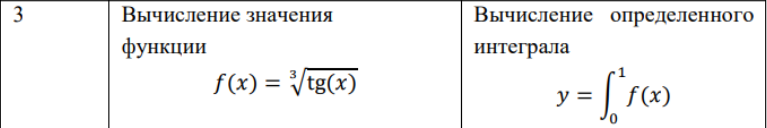 3
Вычисление значения
функции
f(x) = ∛tg(x)
Вычисление определенного
интеграла
y = ∫₀¹ f(x)